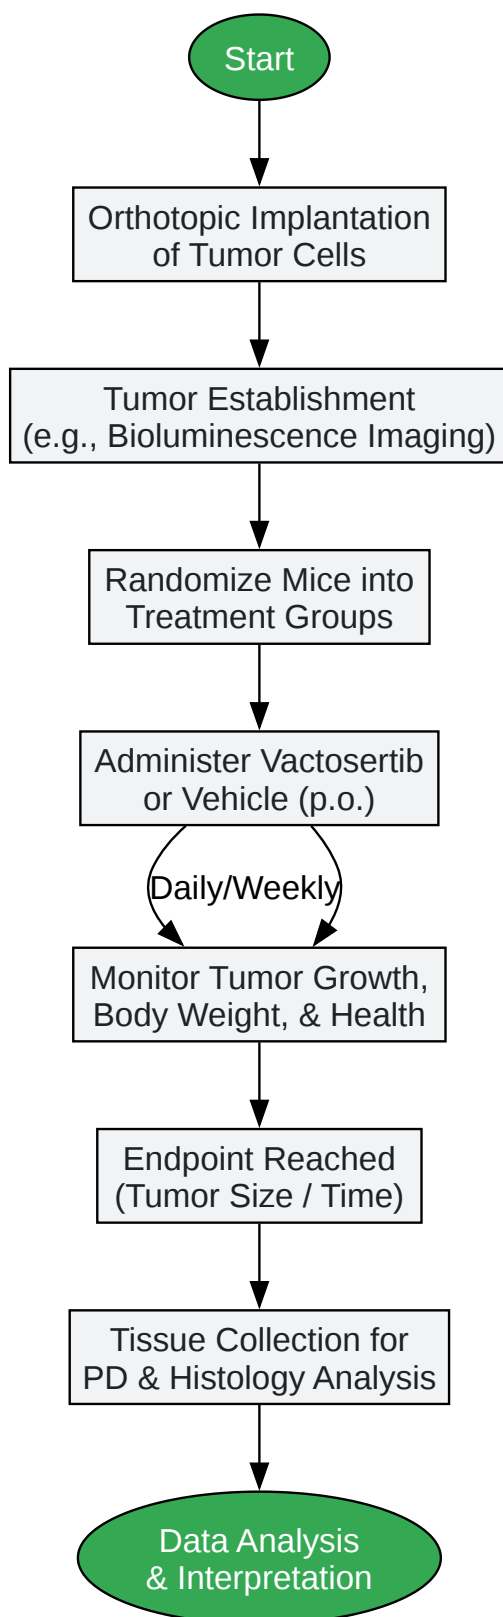 Start
Orthotopic Implantation
of Tumor Cells
Tumor Establishment
(e.g., Bioluminescence Imaging)
Randomize Mice into
Treatment Groups
Administer Vactosertib
or Vehicle (p.o.)
Daily/Weekly
Monitor Tumor Growth,
Body Weight, & Health
Endpoint Reached
(Tumor Size / Time)
Tissue Collection for
PD & Histology Analysis
Data Analysis
& Interpretation